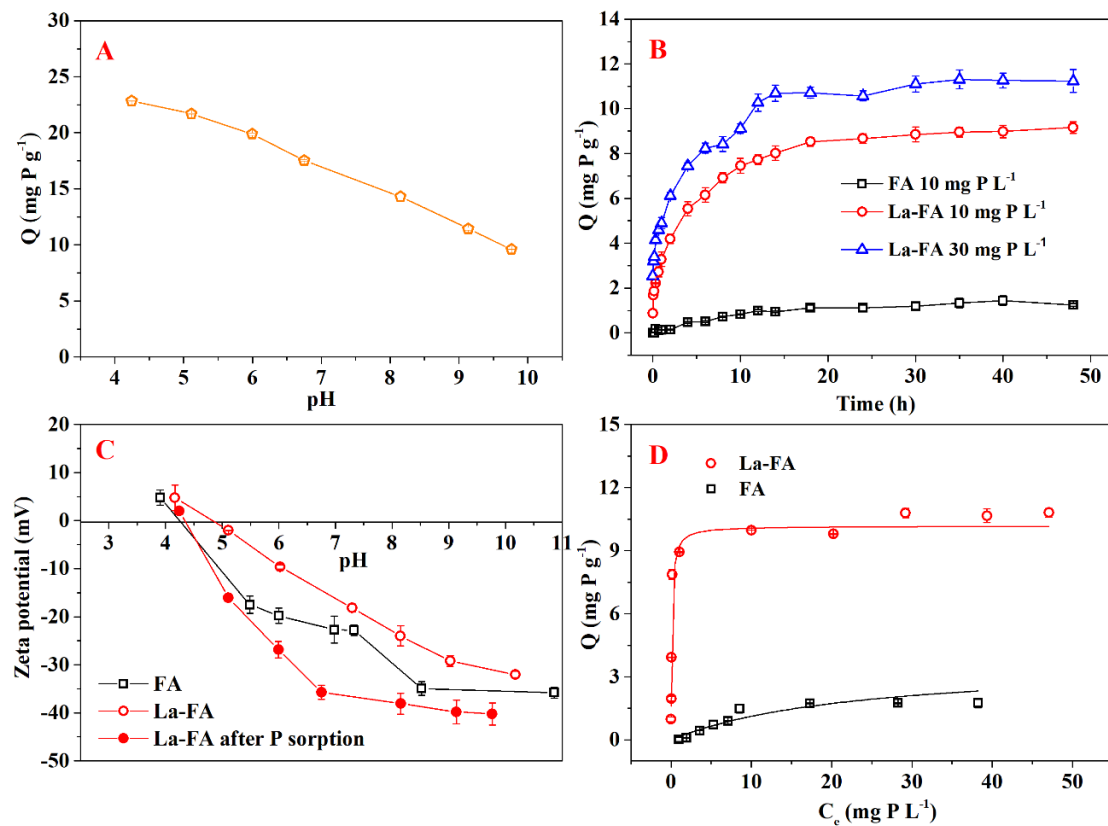 A
Q (mg P g⁻¹)
30
25
20
15
10
5
0
4 5 6 7 8 9 10
pH
B
Q (mg P g⁻¹)
14
12
10
8
6
4
2
0
FA 10 mg P L⁻¹
La-FA 10 mg P L⁻¹
La-FA 30 mg P L⁻¹
0 10 20 30 40 50
Time (h)
C
Zeta potential (mV)
20
10
0
-10
-20
-30
-40
-50
3 4 5 6 7 8 9 10 11
pH
FA
La-FA
La-FA after P sorption
D
Q (mg P g⁻¹)
15
12
9
6
3
0
La-FA
FA
0 10 20 30 40 50
Cₑ (mg P L⁻¹)